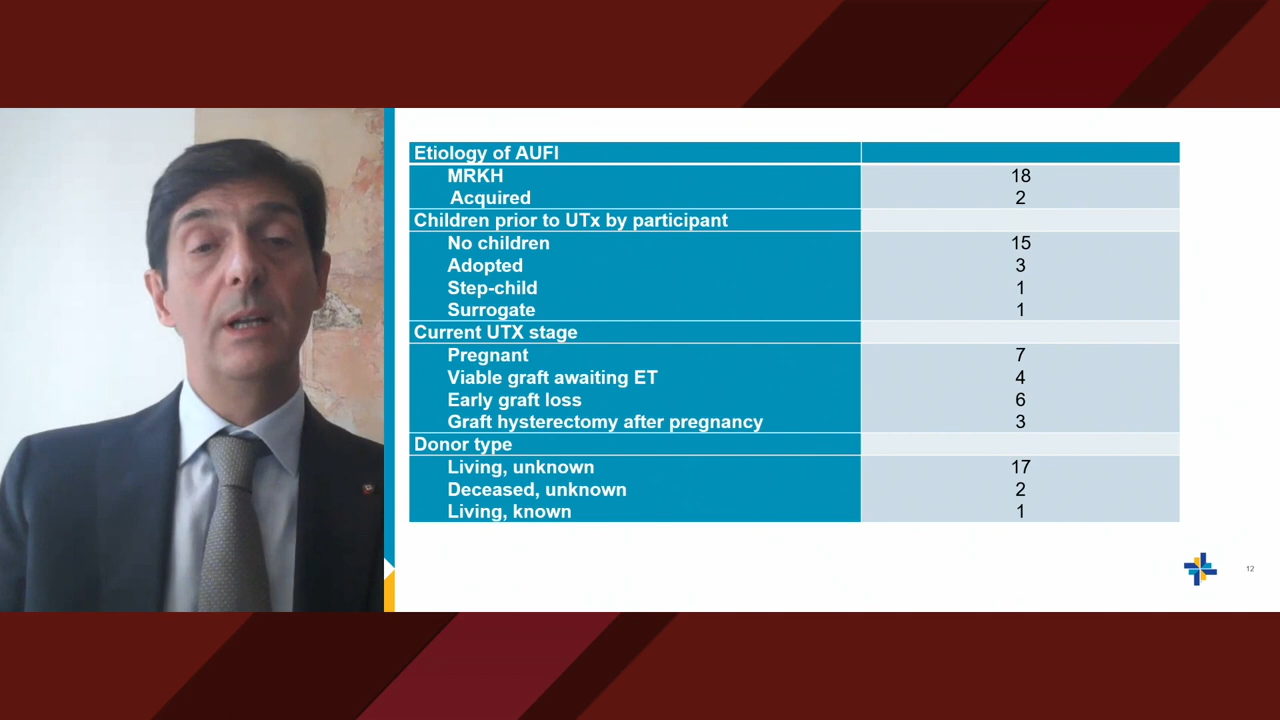 Etiology of AUFI
MRKH 18
Acquired 2
Children prior to UTx by participant
No children 15
Adopted 3
Step-child 1
Surrogate 1
Current UTX stage
Pregnant 7
Viable graft awaiting ET 4
Early graft loss 6
Graft hysterectomy after pregnancy 3
Donor type
Living, unknown 17
Deceased, unknown 2
Living, known 1
12